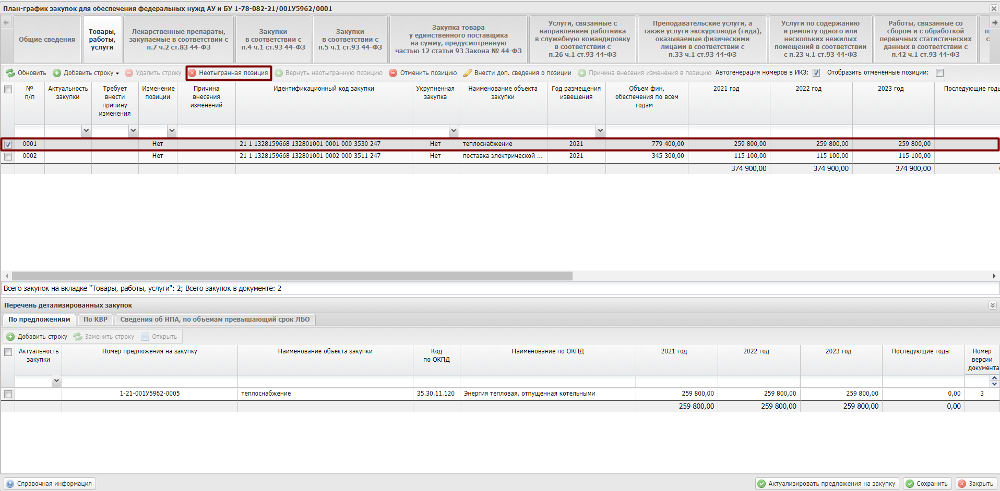 План-график закупок для обеспечения федеральных нужд АУ и БУ 1-78-082-21/001У5962/0001
Общие сведения
Товары,
работы,
услуги
Лекарственные препараты,
закупаемые в соответствии с
п.7 ч.2 ст.83 44-ФЗ
Закупки
в соответствии с
п.4 ч.1 ст.93 44-ФЗ
Закупки
в соответствии с
п.5 ч.1 ст.93 44-ФЗ
Закупка товара
у единственного поставщика
на сумму, предусмотренную
частью 12 статьи 93 Закона № 44-ФЗ
Услуги, связанные с
направлением работника
в служебную командировку
в соответствии с
п.26 ч.1 ст.93 44-ФЗ
Преподавательские услуги, а
также услуги экскурсовода (гида),
оказываемые физическими
лицами в соответствии с
п.33 ч.1 ст.93 44-ФЗ
Услуги по содержанию
и ремонту одного или
нескольких нежилых
помещений в соответствии
с п.23 ч.1 ст.93 44-ФЗ
Работы, связанные со
сбором и с обработкой
первичных статистических
данных в соответствии с
п.42 ч.1 ст.93 44-ФЗ
Обновить Добавить строку Удалить строку Неотыгранная позиция Вернуть неотыгранную позицию Отменить позицию Внести доп. сведения о позиции Причина внесения изменения в позицию Автогенерация номеров в ИКЗ: Отобразить отменённые позиции:
№
п/п
Актуальность
закупки
Требует
внести
причину
изменения
Изменение
позиции
Причина
внесения
изменений
Идентификационный код закупки
Укрупненная
закупка
Наименование объекта
закупки
Год размещения
извещения
Объем фин.
обеспечения по всем
годам
2021 год
2022 год
2023 год
Последующие годы
0001 Нет 21 1 1328159668 132801001 0001 000 3530 247 Нет теплоснабжение 2021 779 400,00 259 800,00 259 800,00 259 800,00
0002 Нет 21 1 1328159668 132801001 0002 000 3511 247 Нет поставка электрической ... 2021 345 300,00 115 100,00 115 100,00 115 100,00
374 900,00 374 900,00 374 900,00
Всего закупок на вкладке "Товары, работы, услуги": 2; Всего закупок в документе: 2
Перечень детализированных закупок
По предложениям По КВР Сведения об НПА, по объемам превышающий срок ЛБО
Добавить строку Заменить строку Открыть
Актуальность
закупки
Номер предложения на закупку
Наименование объекта закупки
Код
по ОКПД
Наименование по ОКПД
2021 год
2022 год
2023 год
Последующие годы
Номер
версии
документа
1-21-001У5962-0005 теплоснабжение 35.30.11.120 Энергия тепловая, отпущенная котельными 259 800,00 259 800,00 259 800,00 0,00 3
259 800,00 259 800,00 259 800,00 0,00
Справочная информация Актуализировать предложения на закупку Сохранить Закрыть